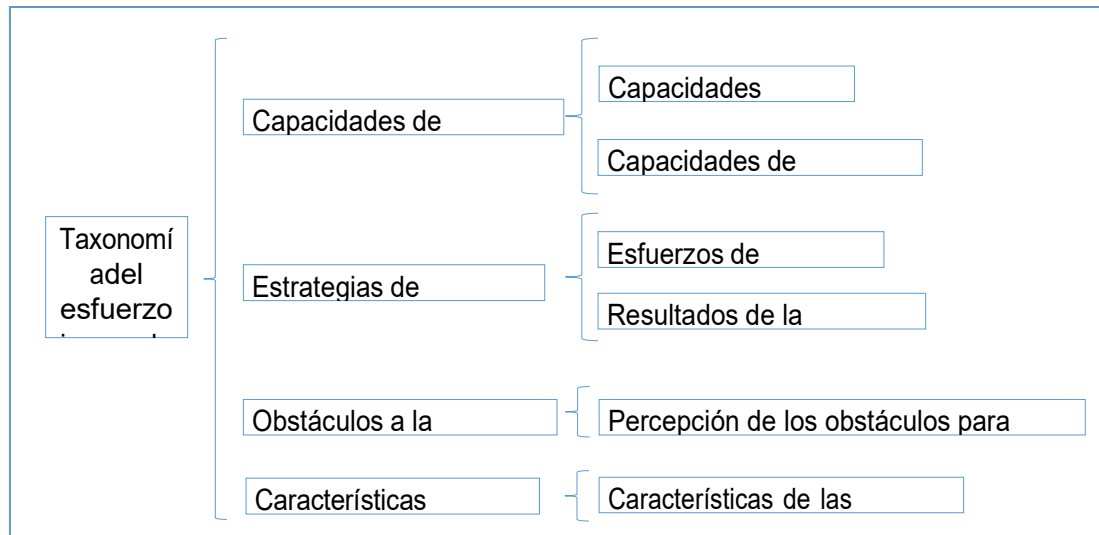 Capacidades
Capacidades de
Capacidades de
Taxonomí
adel
esfuerzo
Esfuerzos de
Estrategias de
Resultados de la
Obstáculos a la
Percepción de los obstáculos para
Características
Características de las